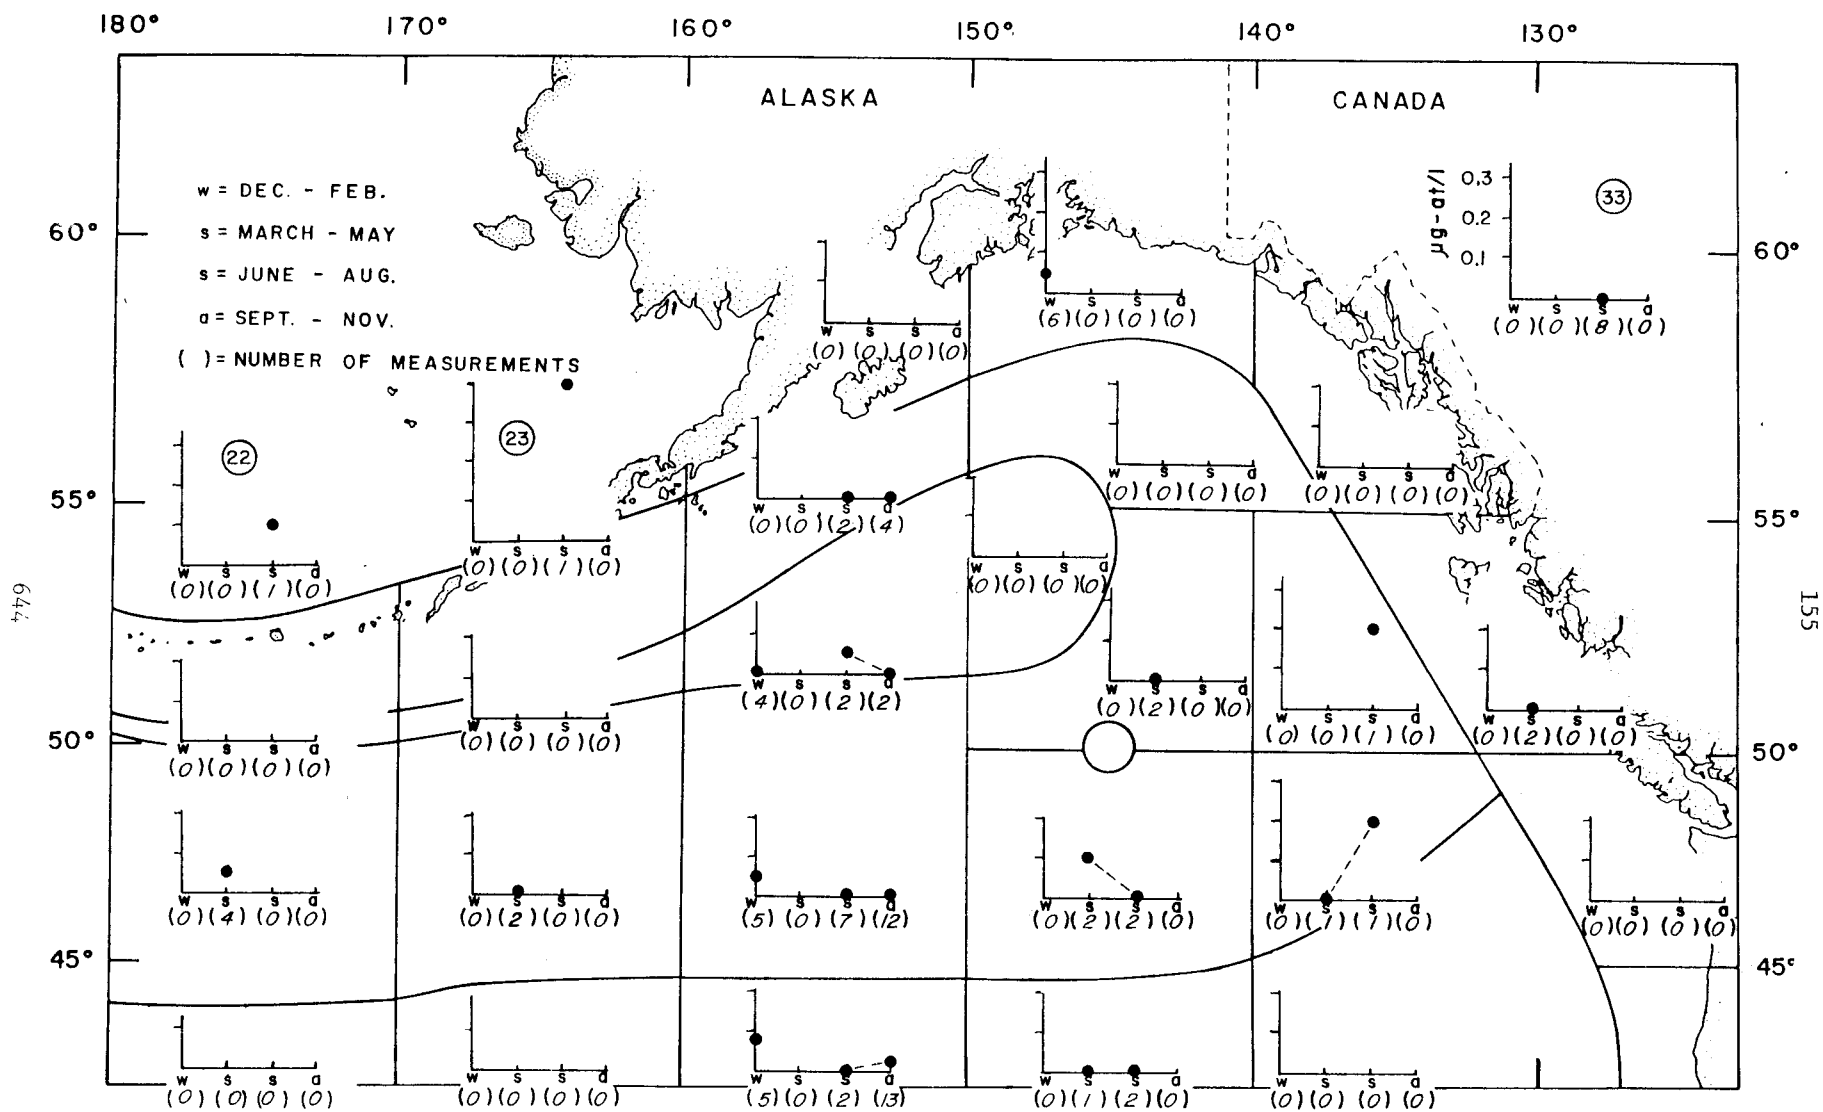 180° 170° 160° 150° 140° 130°
ALASKA CANADA
w = DEC. - FEB.
s = MARCH - MAY
s = JUNE - AUG.
a = SEPT. - NOV.
( ) = NUMBER OF MEASUREMENTS
µg-at/l
0.3
0.2
0.1
33
w s s a
(0)(0)(8)(0)
60° 60°
w s s a
(6)(0)(0)(0)
w s s a
(0)(0)(0)(0)
22
w s s a
(0)(0)(1)(0)
23
w s s a
(0)(0)(1)(0)
w s s a
(0)(0)(2)(4)
w s s a
(0)(0)(0)(0)
w s s a
(0)(0)(0)(0)
w s s a
(0)(0)(0)(0)
55° 55°
644
155
w s s a
(0)(0)(0)(0)
w s s a
(0)(0)(0)(0)
w s s a
(4)(0)(2)(2)
w s s a
(0)(2)(0)(0)
w s s a
(0)(0)(1)(0)
w s s a
(0)(2)(0)(0)
50° 50°
w s s a
(0)(4)(0)(0)
w s s a
(0)(2)(0)(0)
w s s a
(5)(0)(7)(12)
w s s a
(0)(2)(2)(0)
w s s a
(0)(1)(1)(0)
w s s a
(0)(0)(0)(0)
45° 45°
w s s a
(0)(0)(0)(0)
w s s a
(0)(0)(0)(0)
w s s a
(5)(0)(2)(13)
w s s a
(0)(1)(2)(0)
w s s a
(0)(0)(0)(0)